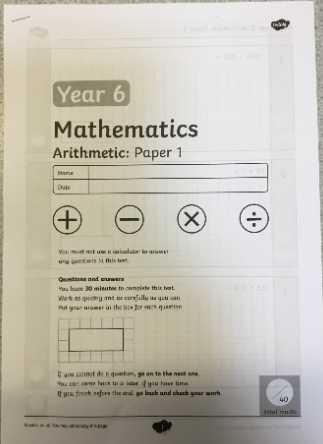 twinkl
Year 6
Mathematics
Arithmetic: Paper 1
Name
Date
You must not use a calculator to answer
any questions in this test.
Questions and answers
You have 30 minutes to complete this test.
Work as quickly and as carefully as you can.
Put your answer in the box for each question.
If you cannot do a question, go on to the next one.
You can come back to it later, if you have time.
If you finish before the end, go back and check your work.
40
total marks
1